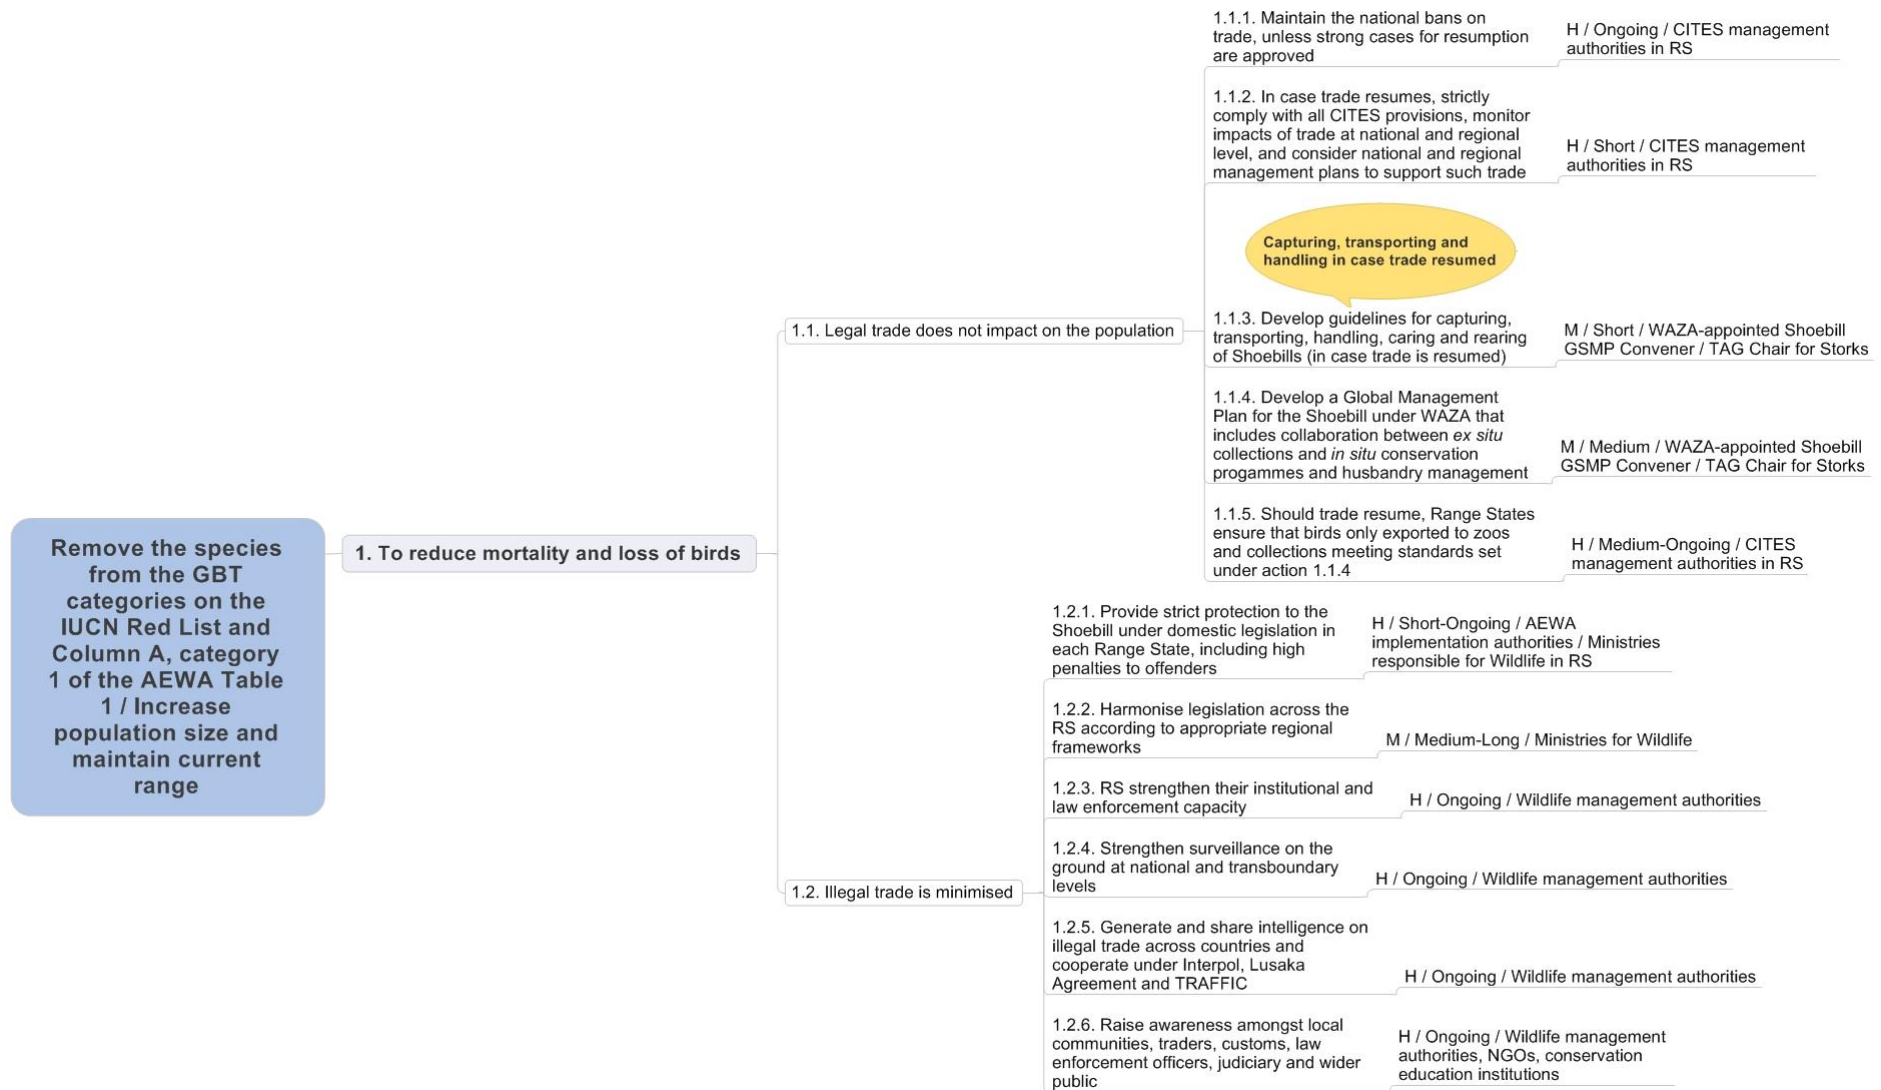 Remove the species
from the GBT
categories on the
IUCN Red List and
Column A, category
1 of the AEWA Table
1 / Increase
population size and
maintain current
range
1. To reduce mortality and loss of birds
1.1. Legal trade does not impact on the population
1.1.1. Maintain the national bans on
trade, unless strong cases for resumption
are approved
H / Ongoing / CITES management
authorities in RS
1.1.2. In case trade resumes, strictly
comply with all CITES provisions, monitor
impacts of trade at national and regional
level, and consider national and regional
management plans to support such trade
H / Short / CITES management
authorities in RS
Capturing, transporting and
handling in case trade resumed
1.1.3. Develop guidelines for capturing,
transporting, handling, caring and rearing
of Shoebills (in case trade is resumed)
M / Short / WAZA-appointed Shoebill
GSMP Convener / TAG Chair for Storks
1.1.4. Develop a Global Management
Plan for the Shoebill under WAZA that
includes collaboration between ex situ
collections and in situ conservation
progammes and husbandry management
M / Medium / WAZA-appointed Shoebill
GSMP Convener / TAG Chair for Storks
1.1.5. Should trade resume, Range States
ensure that birds only exported to zoos
and collections meeting standards set
under action 1.1.4
H / Medium-Ongoing / CITES
management authorities in RS
1.2. Illegal trade is minimised
1.2.1. Provide strict protection to the
Shoebill under domestic legislation in
each Range State, including high
penalties to offenders
H / Short-Ongoing / AEWA
implementation authorities / Ministries
responsible for Wildlife in RS
1.2.2. Harmonise legislation across the
RS according to appropriate regional
frameworks
M / Medium-Long / Ministries for Wildlife
1.2.3. RS strengthen their institutional and
law enforcement capacity
H / Ongoing / Wildlife management authorities
1.2.4. Strengthen surveillance on the
ground at national and transboundary
levels
H / Ongoing / Wildlife management authorities
1.2.5. Generate and share intelligence on
illegal trade across countries and
cooperate under Interpol, Lusaka
Agreement and TRAFFIC
H / Ongoing / Wildlife management authorities
1.2.6. Raise awareness amongst local
communities, traders, customs, law
enforcement officers, judiciary and wider
public
H / Ongoing / Wildlife management
authorities, NGOs, conservation
education institutions